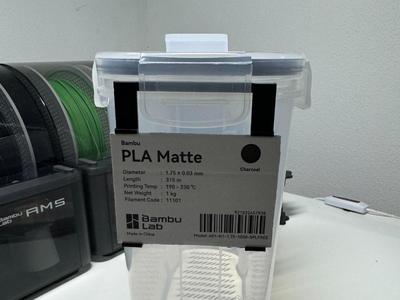 Bambu
PLA Matte
Charcoal
Diameter : 1.75 ± 0.03 mm
Length : 315 m
Printing Temp : 190 - 230 °C
Net Weight : 1 kg
Filament Code : 11101
Bambu
Lab
Made in China
Bambu
Lab
AMS